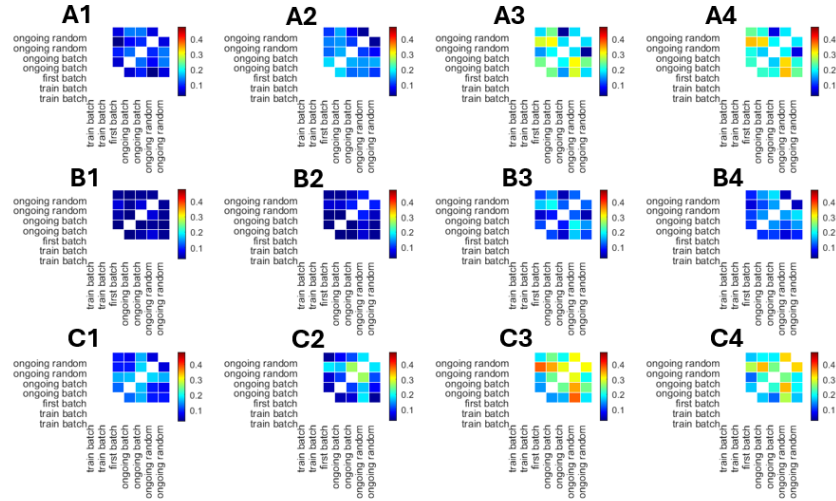 A1 A2 A3 A4
ongoing random
ongoing random
ongoing batch
ongoing batch
first batch
train batch
train batch
0.4
0.3
0.2
0.1
train batch
train batch
first batch
ongoing batch
ongoing batch
ongoing random
ongoing random
ongoing random
ongoing random
ongoing batch
ongoing batch
first batch
train batch
train batch
0.4
0.3
0.2
0.1
train batch
train batch
first batch
ongoing batch
ongoing batch
ongoing random
ongoing random
ongoing random
ongoing random
ongoing batch
ongoing batch
first batch
train batch
train batch
0.4
0.3
0.2
0.1
train batch
train batch
first batch
ongoing batch
ongoing batch
ongoing random
ongoing random
ongoing random
ongoing random
ongoing batch
ongoing batch
first batch
train batch
train batch
0.4
0.3
0.2
0.1
train batch
train batch
first batch
ongoing batch
ongoing batch
ongoing random
ongoing random
B1 B2 B3 B4
ongoing random
ongoing random
ongoing batch
ongoing batch
first batch
train batch
train batch
0.4
0.3
0.2
0.1
train batch
train batch
first batch
ongoing batch
ongoing batch
ongoing random
ongoing random
ongoing random
ongoing random
ongoing batch
ongoing batch
first batch
train batch
train batch
0.4
0.3
0.2
0.1
train batch
train batch
first batch
ongoing batch
ongoing batch
ongoing random
ongoing random
ongoing random
ongoing random
ongoing batch
ongoing batch
first batch
train batch
train batch
0.4
0.3
0.2
0.1
train batch
train batch
first batch
ongoing batch
ongoing batch
ongoing random
ongoing random
ongoing random
ongoing random
ongoing batch
ongoing batch
first batch
train batch
train batch
0.4
0.3
0.2
0.1
train batch
train batch
first batch
ongoing batch
ongoing batch
ongoing random
ongoing random
C1 C2 C3 C4
ongoing random
ongoing random
ongoing batch
ongoing batch
first batch
train batch
train batch
0.4
0.3
0.2
0.1
train batch
train batch
first batch
ongoing batch
ongoing batch
ongoing random
ongoing random
ongoing random
ongoing random
ongoing batch
ongoing batch
first batch
train batch
train batch
0.4
0.3
0.2
0.1
train batch
train batch
first batch
ongoing batch
ongoing batch
ongoing random
ongoing random
ongoing random
ongoing random
ongoing batch
ongoing batch
first batch
train batch
train batch
0.4
0.3
0.2
0.1
train batch
train batch
first batch
ongoing batch
ongoing batch
ongoing random
ongoing random
ongoing random
ongoing random
ongoing batch
ongoing batch
first batch
train batch
train batch
0.4
0.3
0.2
0.1
train batch
train batch
first batch
ongoing batch
ongoing batch
ongoing random
ongoing random